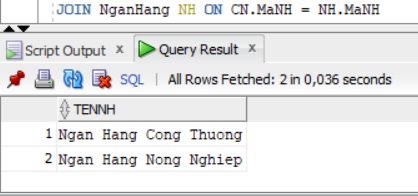 JOIN NganHang NH ON CN.MaNH = NH.MaNH
Script Output x Query Result x
SQL | All Rows Fetched: 2 in 0,036 seconds
TENNH
1 Ngan Hang Cong Thuong
2 Ngan Hang Nong Nghiep